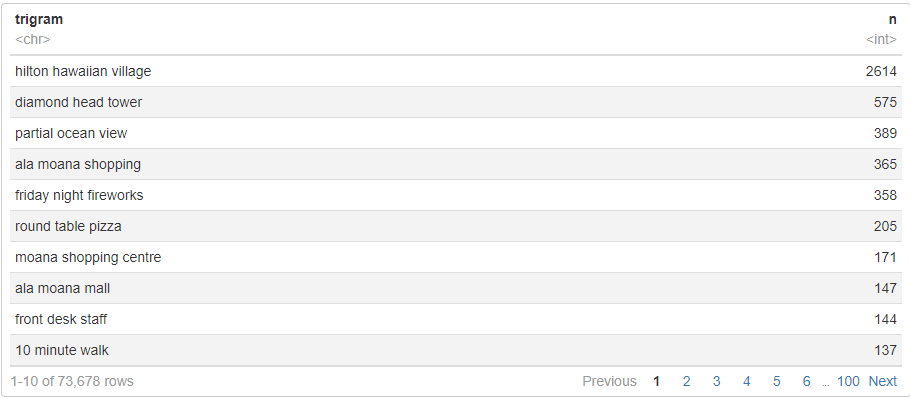 trigram n
<chr> <int>
hilton hawaiian village 2614
diamond head tower 575
partial ocean view 389
ala moana shopping 365
friday night fireworks 358
round table pizza 205
moana shopping centre 171
ala moana mall 147
front desk staff 144
10 minute walk 137
1-10 of 73,678 rows Previous 1 2 3 4 5 6 ... 100 Next